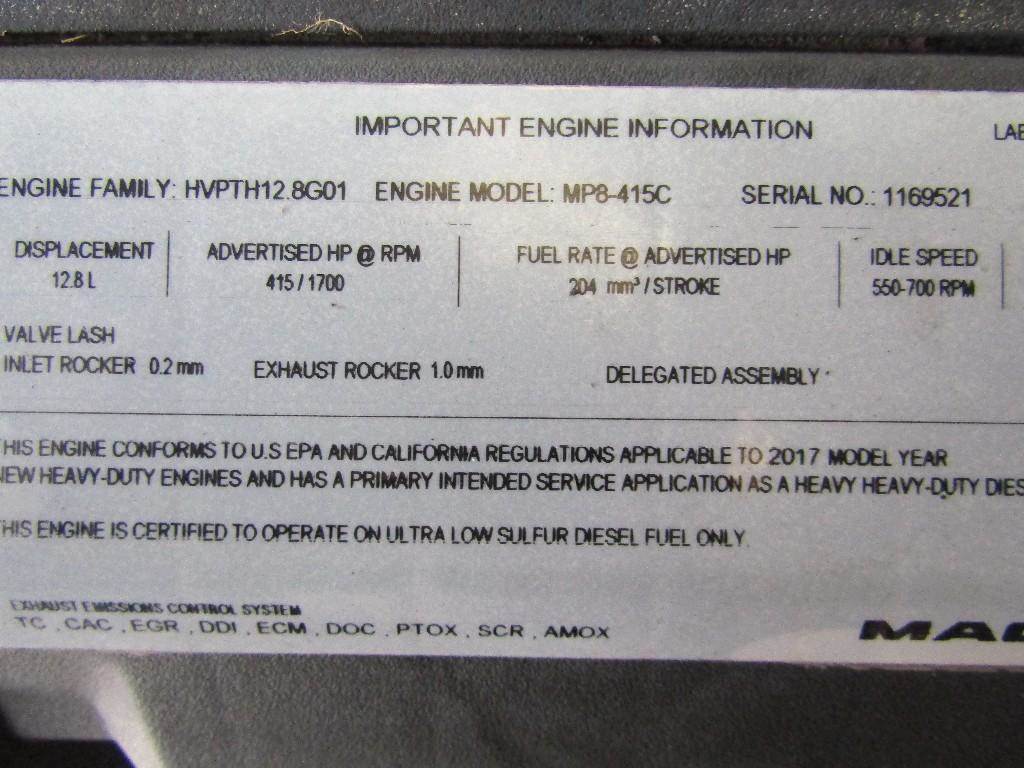 IMPORTANT ENGINE INFORMATION LAB
ENGINE FAMILY: HVPTH12.8G01 ENGINE MODEL: MP8-415C SERIAL NO.: 1169521
DISPLACEMENT ADVERTISED HP @ RPM FUEL RATE @ ADVERTISED HP IDLE SPEED
12.8 L 415 / 1700 204 mm³ / STROKE 550-700 RPM
VALVE LASH
INLET ROCKER 0.2 mm EXHAUST ROCKER 1.0 mm DELEGATED ASSEMBLY
HIS ENGINE CONFORMS TO U.S EPA AND CALIFORNIA REGULATIONS APPLICABLE TO 2017 MODEL YEAR
NEW HEAVY-DUTY ENGINES AND HAS A PRIMARY INTENDED SERVICE APPLICATION AS A HEAVY HEAVY-DUTY DIES
HIS ENGINE IS CERTIFIED TO OPERATE ON ULTRA LOW SULFUR DIESEL FUEL ONLY.
EXHAUST EMISSIONS CONTROL SYSTEM
TC , CAC , EGR , DDI , ECM , DOC , PTOX , SCR , AMOX
MAC